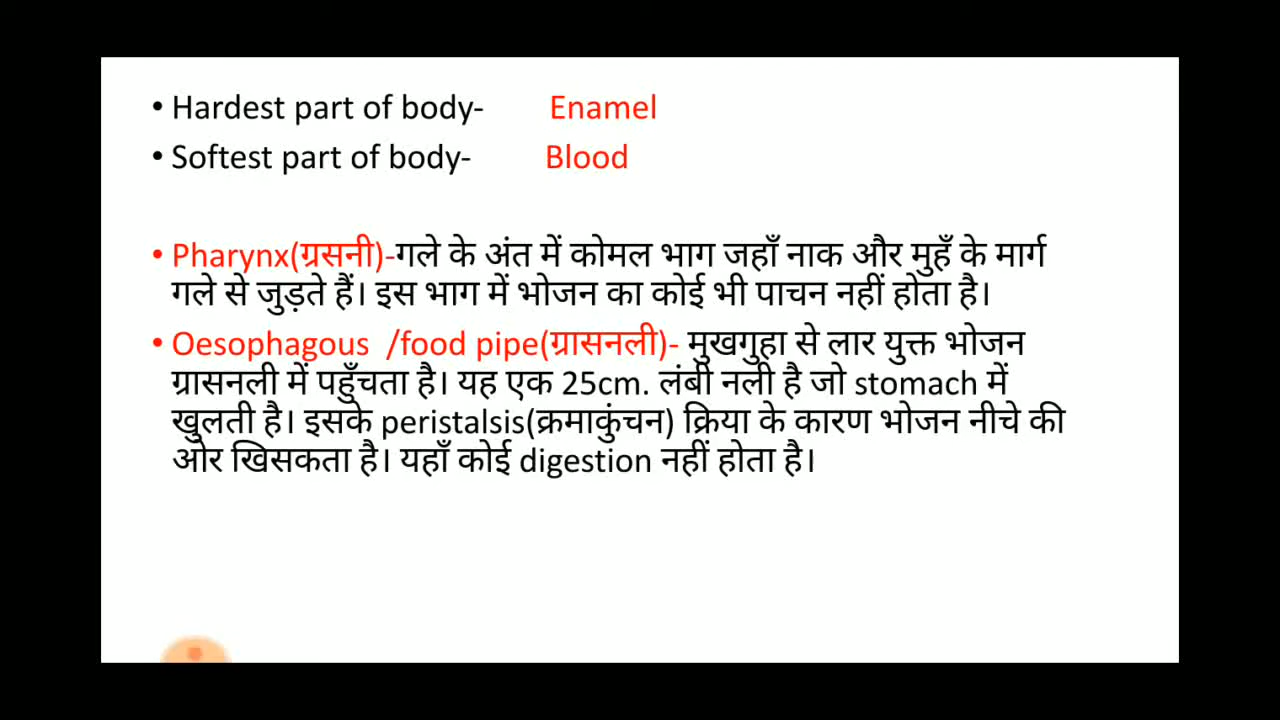 • Hardest part of body- Enamel
• Softest part of body- Blood
• Pharynx(ग्रसनी)-गले के अंत में कोमल भाग जहाँ नाक और मुहँ के मार्ग
गले से जुड़ते हैं। इस भाग में भोजन का कोई भी पाचन नहीं होता है।
• Oesophagous /food pipe(ग्रासनली)- मुखगुहा से लार युक्त भोजन
ग्रासनली में पहुँचता है। यह एक 25cm. लंबी नली है जो stomach में
खुलती है। इसके peristalsis(क्रमाकुंचन) क्रिया के कारण भोजन नीचे की
ओर खिसकता है। यहाँ कोई digestion नहीं होता है।